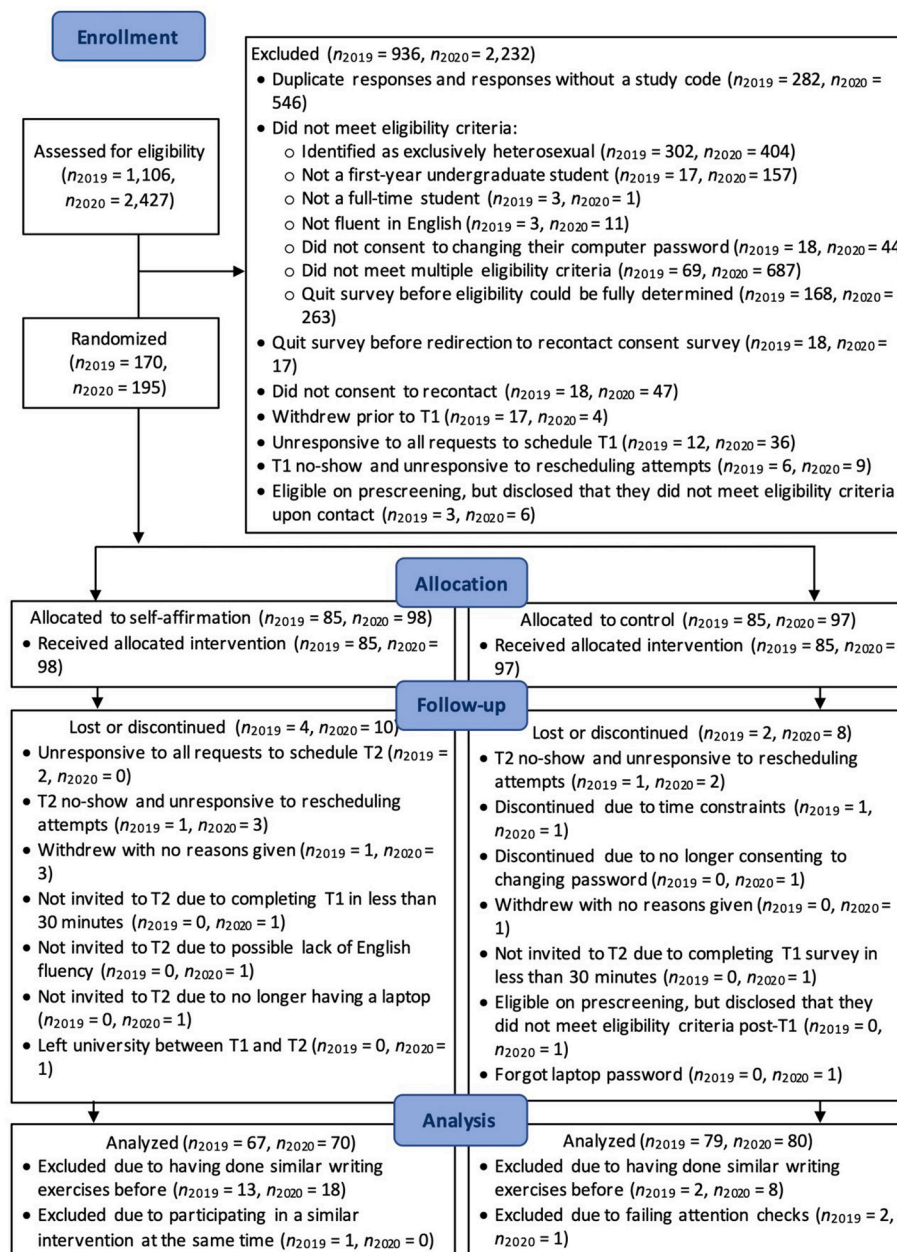 Enrollment
Excluded (n2019 = 936, n2020 = 2,232)
• Duplicate responses and responses without a study code (n2019 = 282, n2020 =
546)
• Did not meet eligibility criteria:
○ Identified as exclusively heterosexual (n2019 = 302, n2020 = 404)
○ Not a first-year undergraduate student (n2019 = 17, n2020 = 157)
○ Not a full-time student (n2019 = 3, n2020 = 1)
○ Not fluent in English (n2019 = 3, n2020 = 11)
○ Did not consent to changing their computer password (n2019 = 18, n2020 = 44
○ Did not meet multiple eligibility criteria (n2019 = 69, n2020 = 687)
○ Quit survey before eligibility could be fully determined (n2019 = 168, n2020 =
263)
• Quit survey before redirection to recontact consent survey (n2019 = 18, n2020 =
17)
• Did not consent to recontact (n2019 = 18, n2020 = 47)
• Withdrew prior to T1 (n2019 = 17, n2020 = 4)
• Unresponsive to all requests to schedule T1 (n2019 = 12, n2020 = 36)
• T1 no-show and unresponsive to rescheduling attempts (n2019 = 6, n2020 = 9)
• Eligible on prescreening, but disclosed that they did not meet eligibility criteria
upon contact (n2019 = 3, n2020 = 6)
Assessed for eligibility
(n2019 = 1,106,
n2020 = 2,427)
Randomized
(n2019 = 170,
n2020 = 195)
Allocation
Allocated to self-affirmation (n2019 = 85, n2020 = 98)
• Received allocated intervention (n2019 = 85, n2020 =
98)
Allocated to control (n2019 = 85, n2020 = 97)
• Received allocated intervention (n2019 = 85, n2020 =
97)
Follow-up
Lost or discontinued (n2019 = 4, n2020 = 10)
• Unresponsive to all requests to schedule T2 (n2019 =
2, n2020 = 0)
• T2 no-show and unresponsive to rescheduling
attempts (n2019 = 1, n2020 = 3)
• Withdrew with no reasons given (n2019 = 1, n2020 =
3)
• Not invited to T2 due to completing T1 in less than
30 minutes (n2019 = 0, n2020 = 1)
• Not invited to T2 due to possible lack of English
fluency (n2019 = 0, n2020 = 1)
• Not invited to T2 due to no longer having a laptop
(n2019 = 0, n2020 = 1)
• Left university between T1 and T2 (n2019 = 0, n2020 =
1)
Lost or discontinued (n2019 = 2, n2020 = 8)
• T2 no-show and unresponsive to rescheduling
attempts (n2019 = 1, n2020 = 2)
• Discontinued due to time constraints (n2019 = 1,
n2020 = 1)
• Discontinued due to no longer consenting to
changing password (n2019 = 0, n2020 = 1)
• Withdrew with no reasons given (n2019 = 0, n2020 =
1)
• Not invited to T2 due to completing T1 survey in
less than 30 minutes (n2019 = 0, n2020 = 1)
• Eligible on prescreening, but disclosed that they
did not meet eligibility criteria post-T1 (n2019 = 0,
n2020 = 1)
• Forgot laptop password (n2019 = 0, n2020 = 1)
Analysis
Analyzed (n2019 = 67, n2020 = 70)
• Excluded due to having done similar writing
exercises before (n2019 = 13, n2020 = 18)
• Excluded due to participating in a similar
intervention at the same time (n2019 = 1, n2020 = 0)
Analyzed (n2019 = 79, n2020 = 80)
• Excluded due to having done similar writing
exercises before (n2019 = 2, n2020 = 8)
• Excluded due to failing attention checks (n2019 = 2,
n2020 = 1)